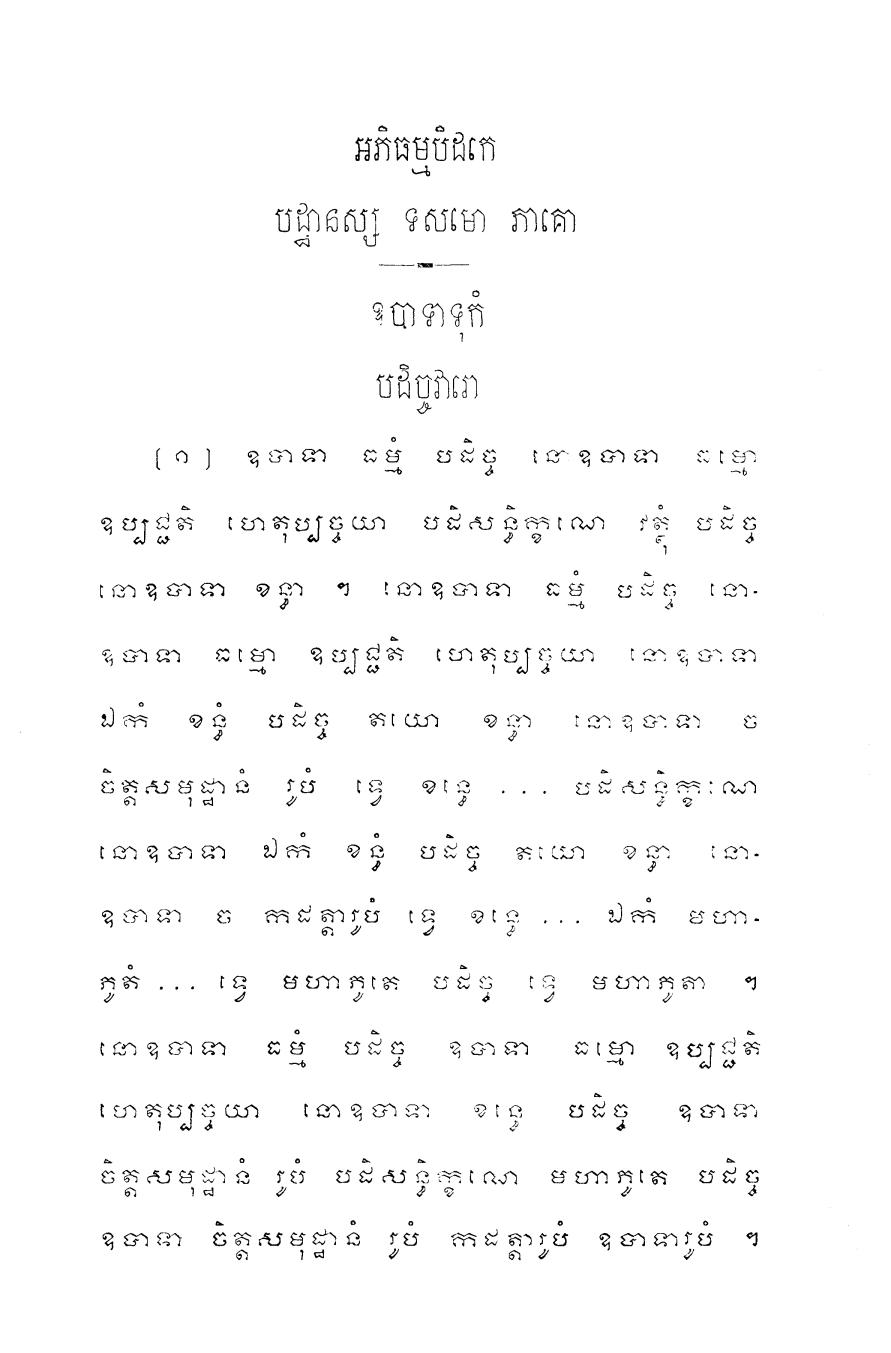 អភិធម្មបិដកេ
បដ្ឋានស្ស ទសមោ ភាគោ
ឧបាទាទុកំ
បដិច្ចវារោ
[ ១ ] ឧបាទា ធម្មំ បដិច្ច នោឧបាទា ធម្មោ
ឧប្បជ្ជតិ ហេតុប្បច្ចយា បដិសន្ធិក្ខណេ វត្ថុំ បដិច្ច
នោឧបាទា ខន្ធា ។ នោឧបាទា ធម្មំ បដិច្ច នោ-
ឧបាទា ធម្មោ ឧប្បជ្ជតិ ហេតុប្បច្ចយា នោឧបាទា
ឯកំ ខន្ធំ បដិច្ច តយោ ខន្ធា នោឧបាទា ច
ចិត្តសមុដ្ឋានំ រូបំ ទ្វេ ខន្ធេ ... បដិសន្ធិក្ខណេ
នោឧបាទា ឯកំ ខន្ធំ បដិច្ច តយោ ខន្ធា នោ-
ឧបាទា ច កដត្តារូបំ ទ្វេ ខន្ធេ ... ឯកំ មហា-
ភូតំ ... ទ្វេ មហាភូតេ បដិច្ច ទ្វេ មហាភូតា ។
នោឧបាទា ធម្មំ បដិច្ច ឧបាទា ធម្មោ ឧប្បជ្ជតិ
ហេតុប្បច្ចយា នោឧបាទា ខន្ធេ បដិច្ច ឧបាទា
ចិត្តសមុដ្ឋានំ រូបំ បដិសន្ធិក្ខណេ មហាភូតេ បដិច្ច
ឧបាទា ចិត្តសមុដ្ឋានំ រូបំ កដត្តារូបំ ឧបាទារូបំ ។